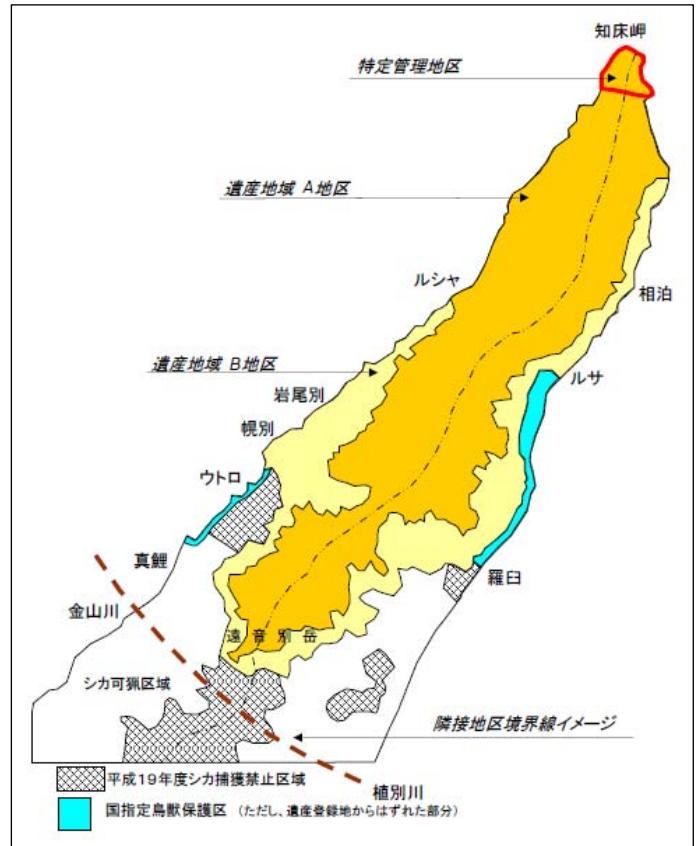 知床岬
特定管理地区
遺産地域 A地区
ルシャ
相泊
遺産地域 B地区
ルサ
岩尾別
幌別
ウトロ
真鯉
羅臼
金山川
遠音別岳
シカ可猟区域
隣接地区境界線イメージ
平成19年度シカ捕獲禁止区域
植別川
国指定鳥獣保護区 (ただし、遺産登録地からはずれた部分)